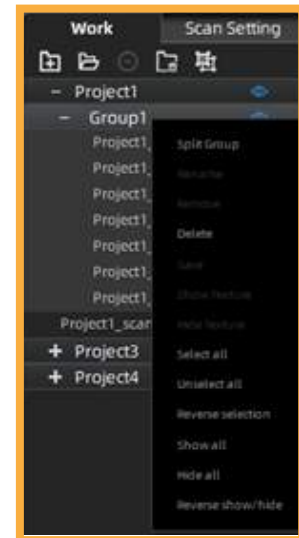 Work Scan Setting
Project1
Group1
Project1_
Project1_
Project1_
Project1_
Project1_
Project1_
Project1_
Project1_scan
Project3
Project4
Split Group
Rename
Remove
Delete
Save
Show Texture
Hide Texture
Select all
Unselect all
Reverse selection
Show all
Hide all
Reverse show/hide